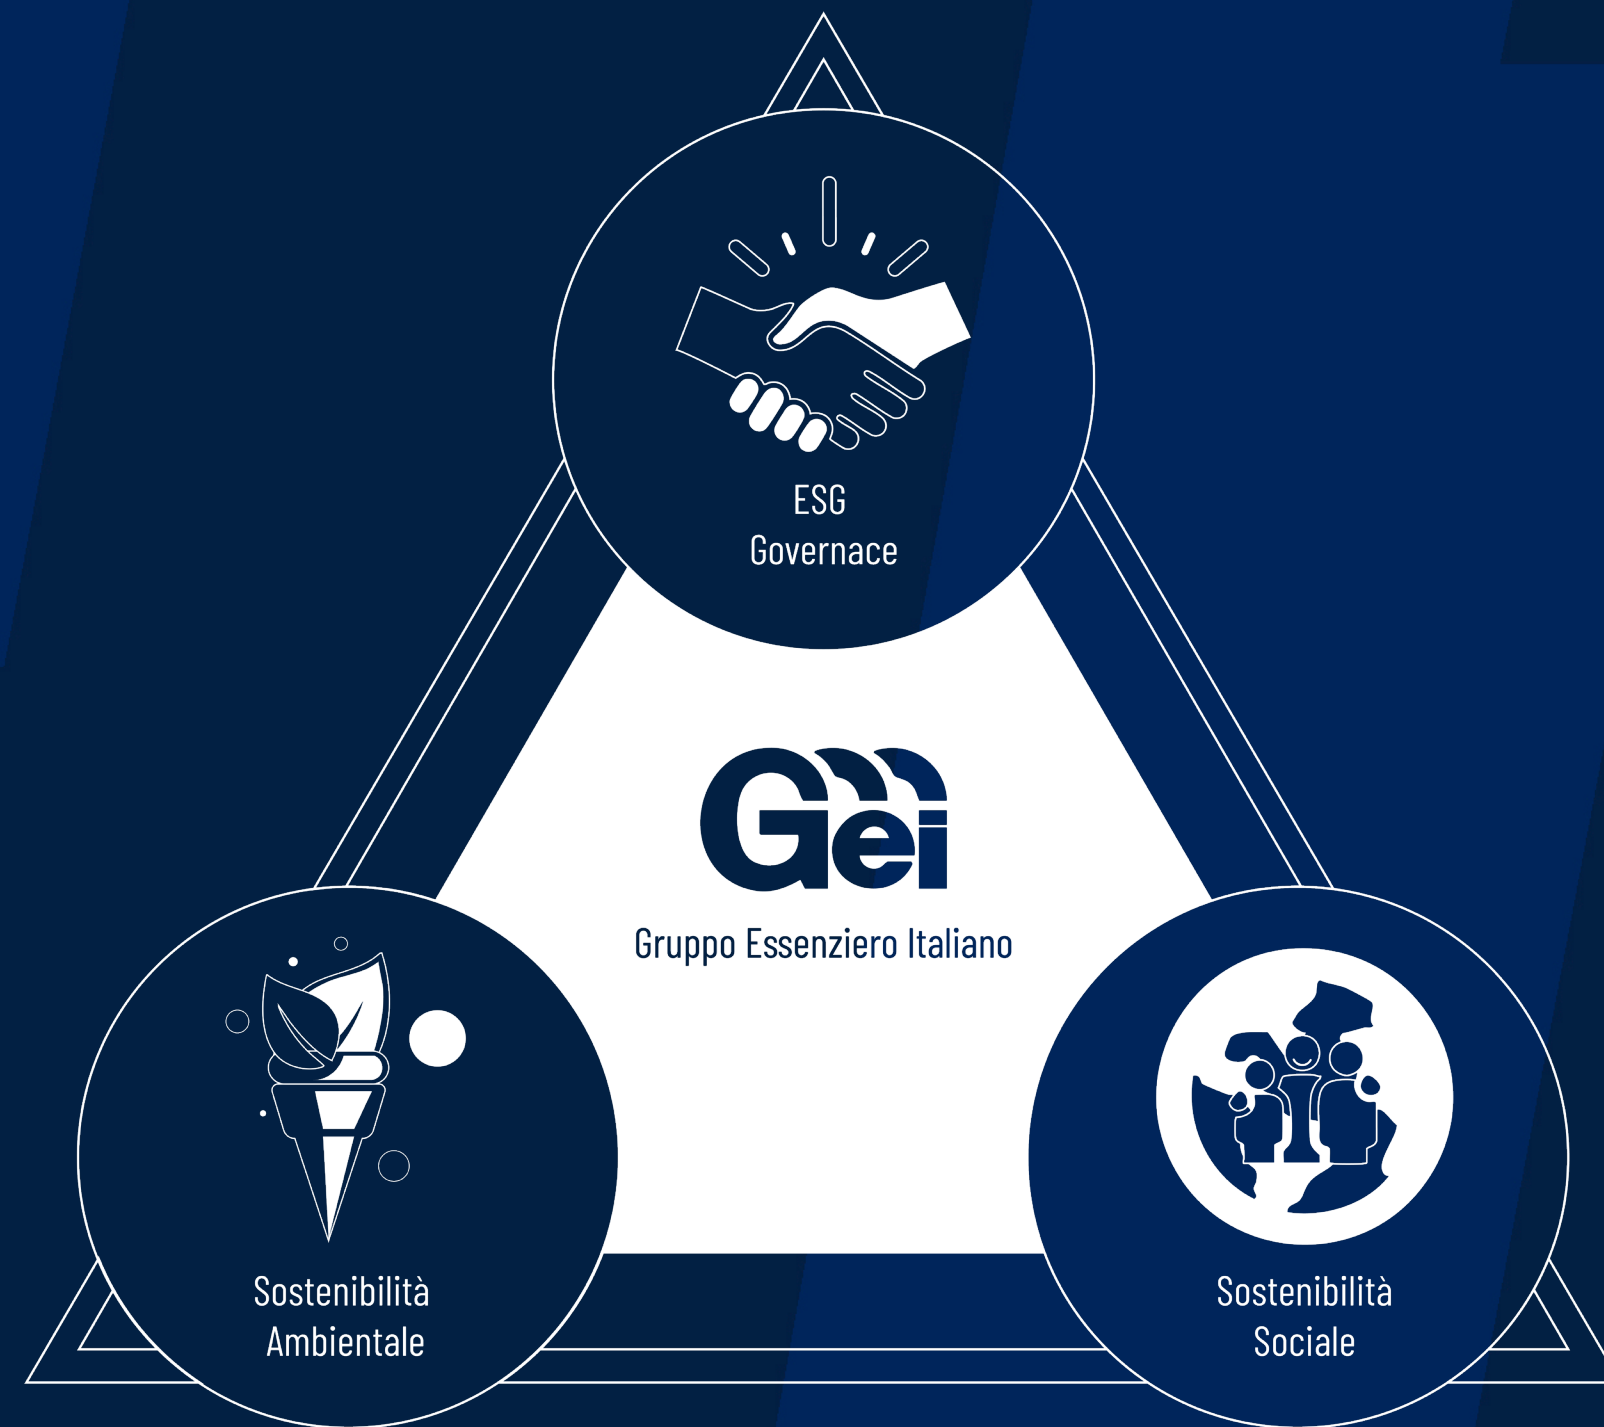 ESG
Governace
Gei
Gruppo Essenziero Italiano
Sostenibilità
Ambientale
Sostenibilità
Sociale